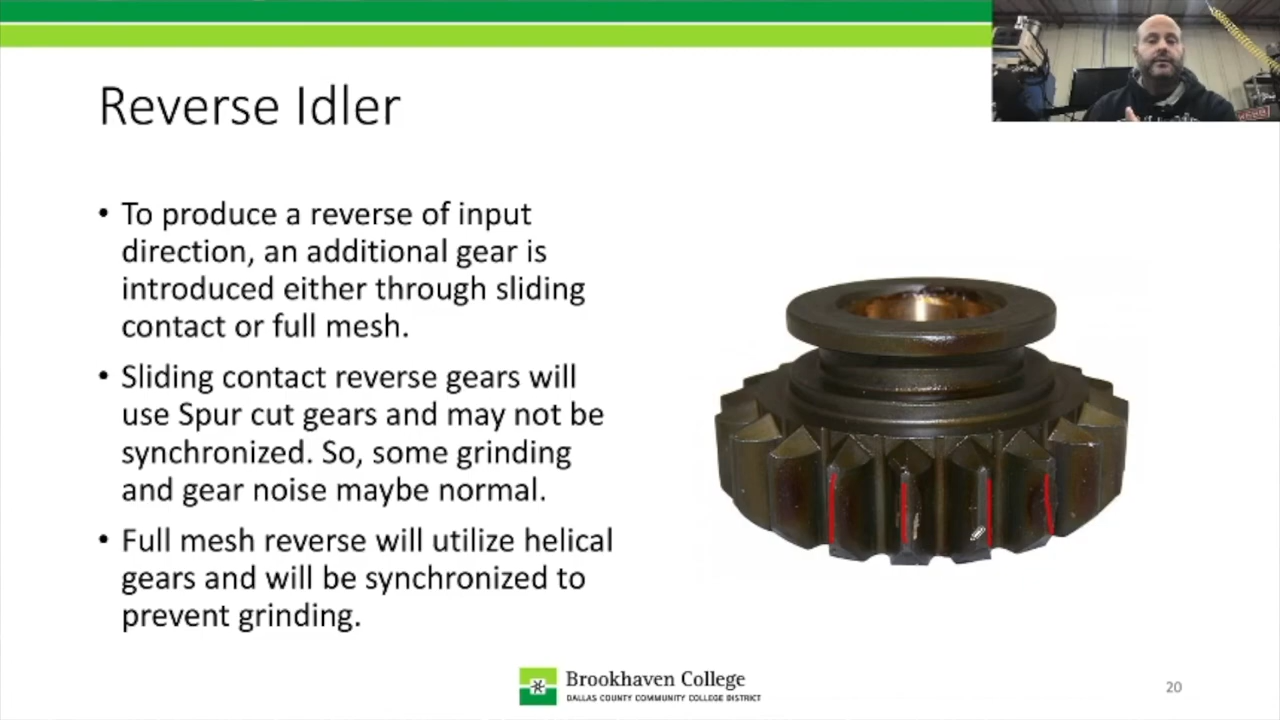 Reverse Idler
• To produce a reverse of input
direction, an additional gear is
introduced either through sliding
contact or full mesh.
• Sliding contact reverse gears will
use Spur cut gears and may not be
synchronized. So, some grinding
and gear noise maybe normal.
• Full mesh reverse will utilize helical
gears and will be synchronized to
prevent grinding.
Brookhaven College
DALLAS COUNTY COMMUNITY COLLEGE DISTRICT
20